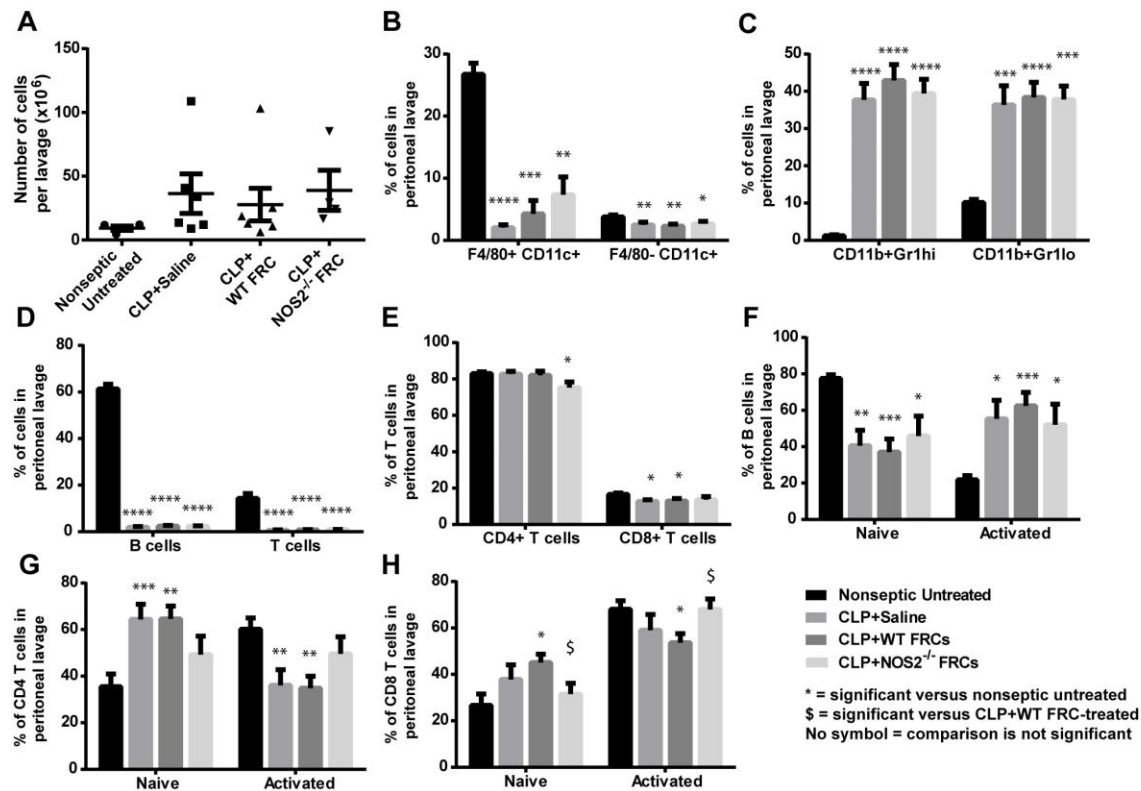 A
Number of cells
per lavage (x10⁶)
150
100
50
0
Nonseptic
Untreated
CLP+Saline
CLP+
WT FRC
CLP+
NOS2⁻/⁻ FRC
B
% of cells in
peritoneal lavage
30
20
10
0
****
***
**
**
**
*
F4/80+ CD11c+
F4/80- CD11c+
C
% of cells in
peritoneal lavage
50
40
30
20
10
0
****
****
****
***
****
***
CD11b+Gr1hi
CD11b+Gr1lo
D
% of cells in
peritoneal lavage
80
60
40
20
0
****
****
****
****
****
****
B cells
T cells
E
% of T cells in
peritoneal lavage
100
80
60
40
20
0
*
*
*
CD4+ T cells
CD8+ T cells
F
% of B cells in
peritoneal lavage
100
80
60
40
20
0
**
***
*
*
***
*
Naive
Activated
G
% of CD4 T cells in
peritoneal lavage
80
60
40
20
0
***
**
**
**
Naive
Activated
H
% of CD8 T cells in
peritoneal lavage
80
60
40
20
0
*
$
*
$
Naive
Activated
Nonseptic Untreated
CLP+Saline
CLP+WT FRCs
CLP+NOS2⁻/⁻ FRCs
* = significant versus nonseptic untreated
$ = significant versus CLP+WT FRC-treated
No symbol = comparison is not significant